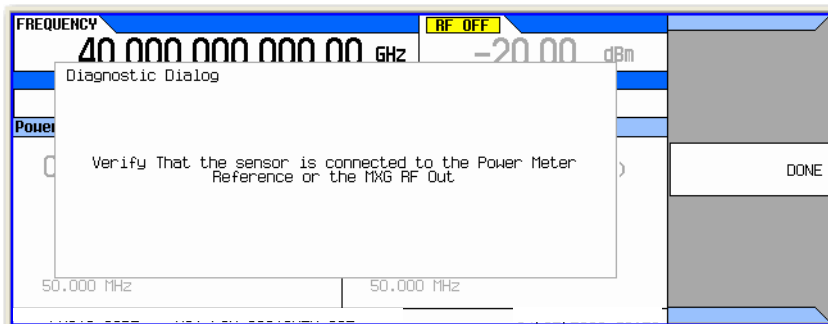 FREQUENCY
RF OFF
40.000 000 000 00 GHz
-20.00 dBm
Diagnostic Dialog
Verify That the sensor is connected to the Power Meter
Reference or the MXG RF Out
DONE
50.000 MHz
50.000 MHz